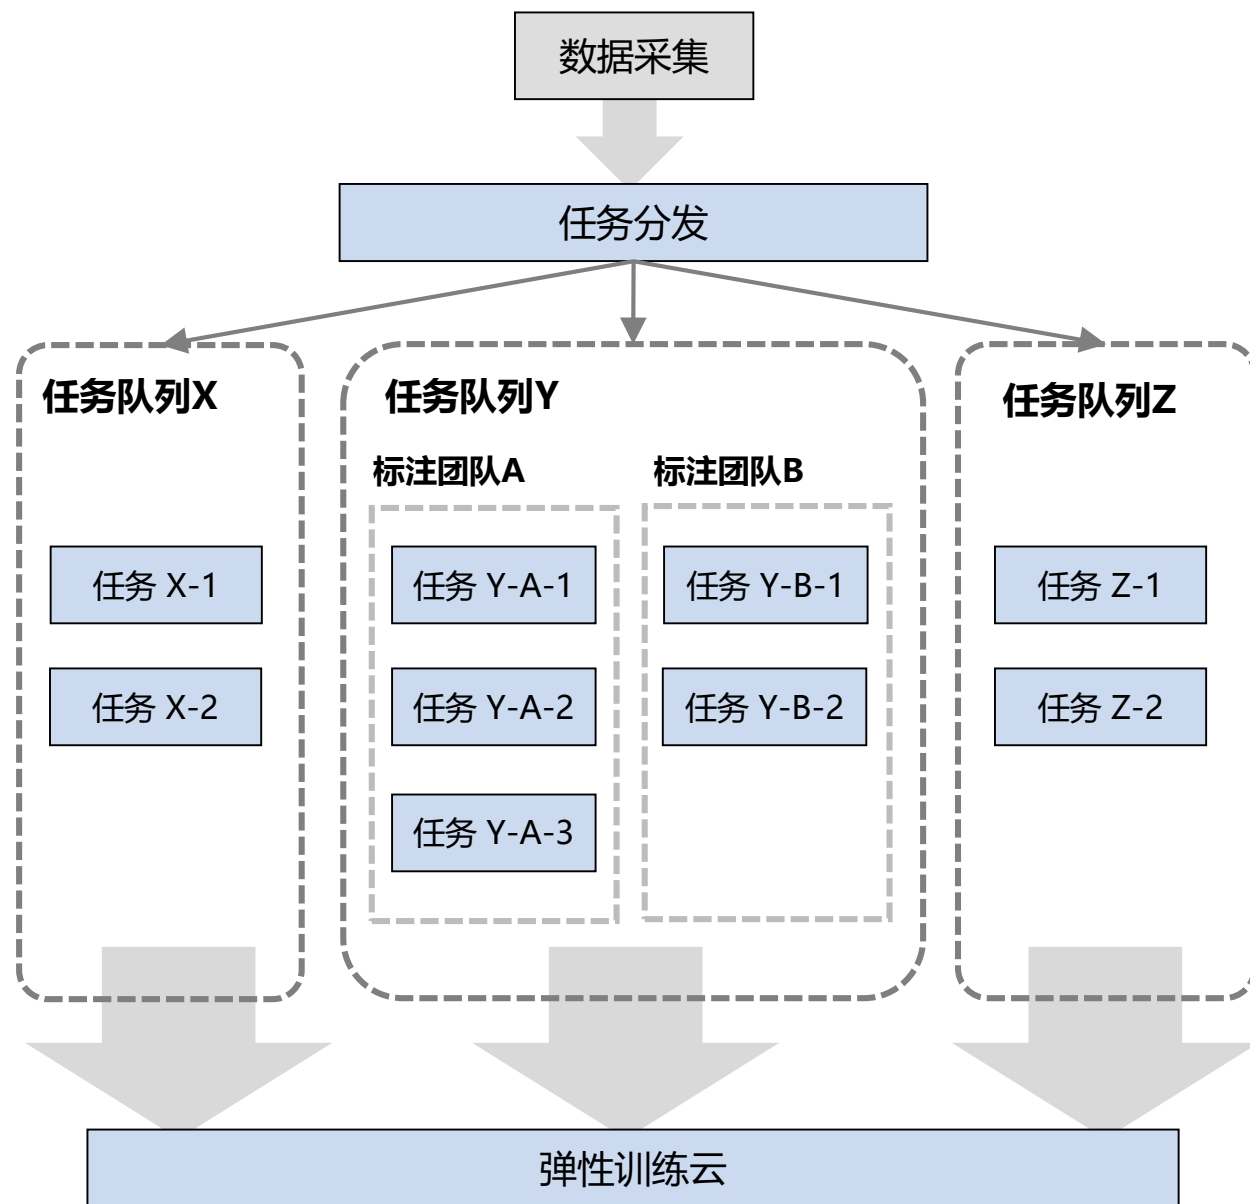 数据采集
任务分发
任务队列X
任务 X-1
任务 X-2
任务队列Y
标注团队A
任务 Y-A-1
任务 Y-A-2
任务 Y-A-3
标注团队B
任务 Y-B-1
任务 Y-B-2
任务队列Z
任务 Z-1
任务 Z-2
弹性训练云